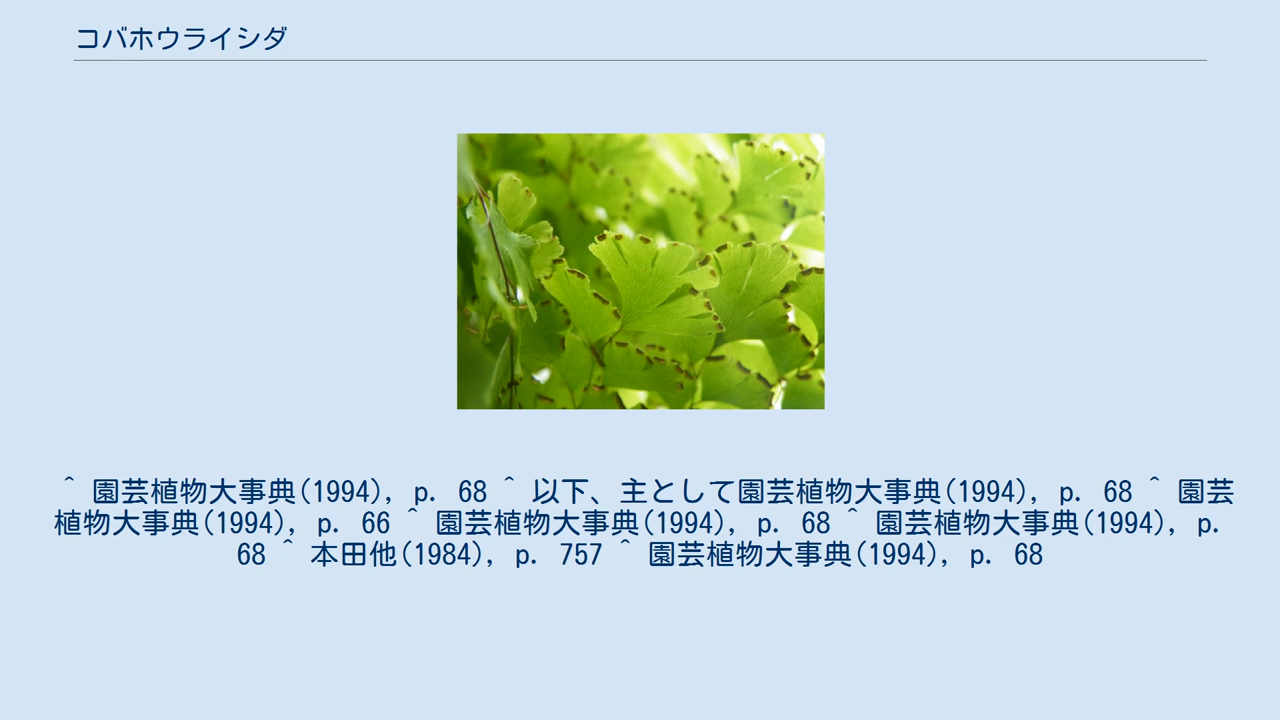 コバホウライシダ
^ 園芸植物大事典(1994), p. 68 ^ 以下、主として園芸植物大事典(1994), p. 68 ^ 園芸
植物大事典(1994), p. 66 ^ 園芸植物大事典(1994), p. 68 ^ 園芸植物大事典(1994), p.
68 ^ 本田他(1984), p. 757 ^ 園芸植物大事典(1994), p. 68